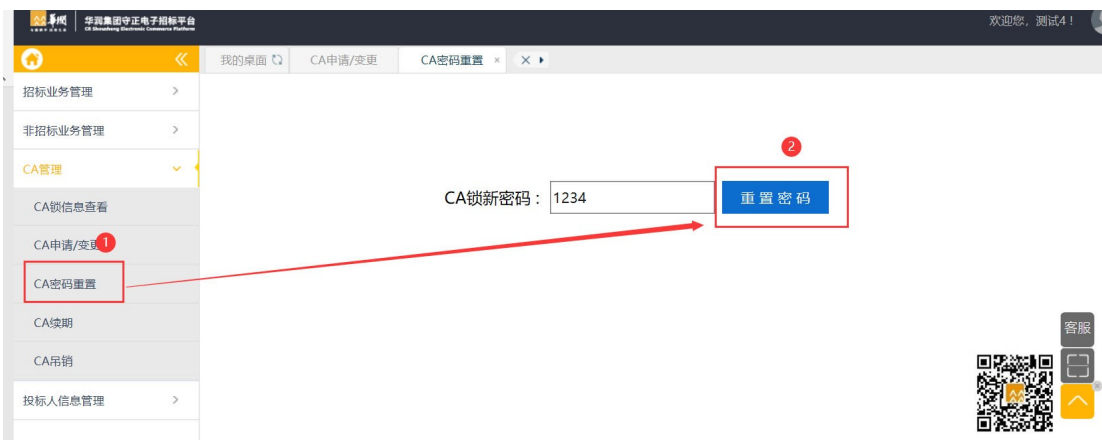 华润集团守正电子招标平台
CR Shouzheng Electronic Commerce Platform
欢迎您，测试4！
我的桌面 CA申请/变更 CA密码重置 ×
招标业务管理
非招标业务管理
2
CA管理
CA锁新密码： 1234 重置密码
CA锁信息查看
CA申请/变更
1
CA密码重置
CA续期
客服
CA吊销
投标人信息管理